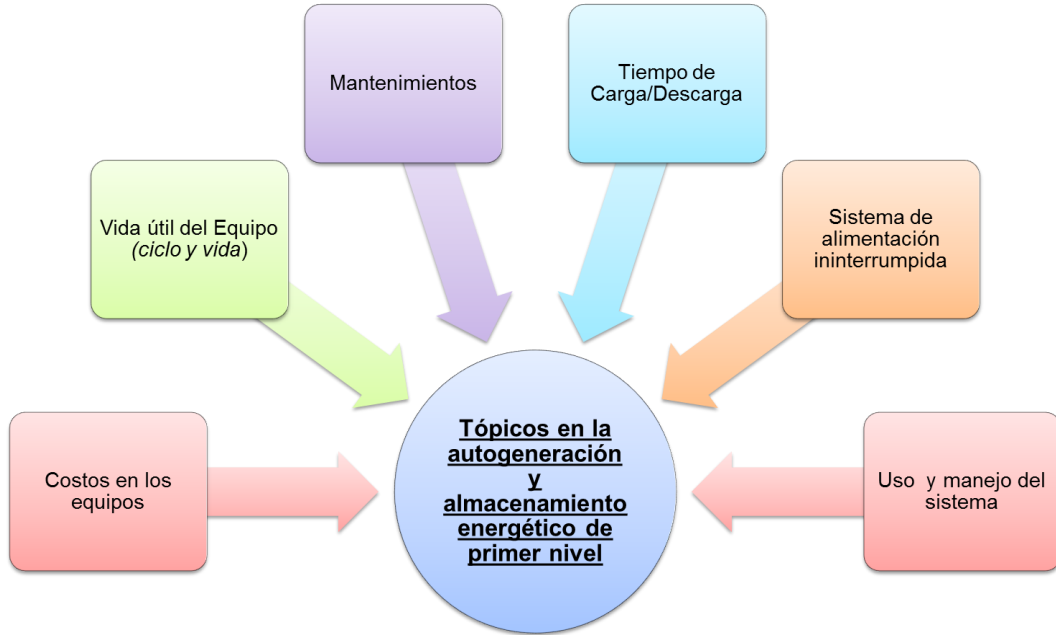 Mantenimientos
Tiempo de
Carga/Descarga
Vida útil del Equipo
(ciclo y vida)
Sistema de
alimentación
ininterrumpida
Costos en los
equipos
Tópicos en la
autogeneración
y
almacenamiento
energético de
primer nivel
Uso y manejo del
sistema